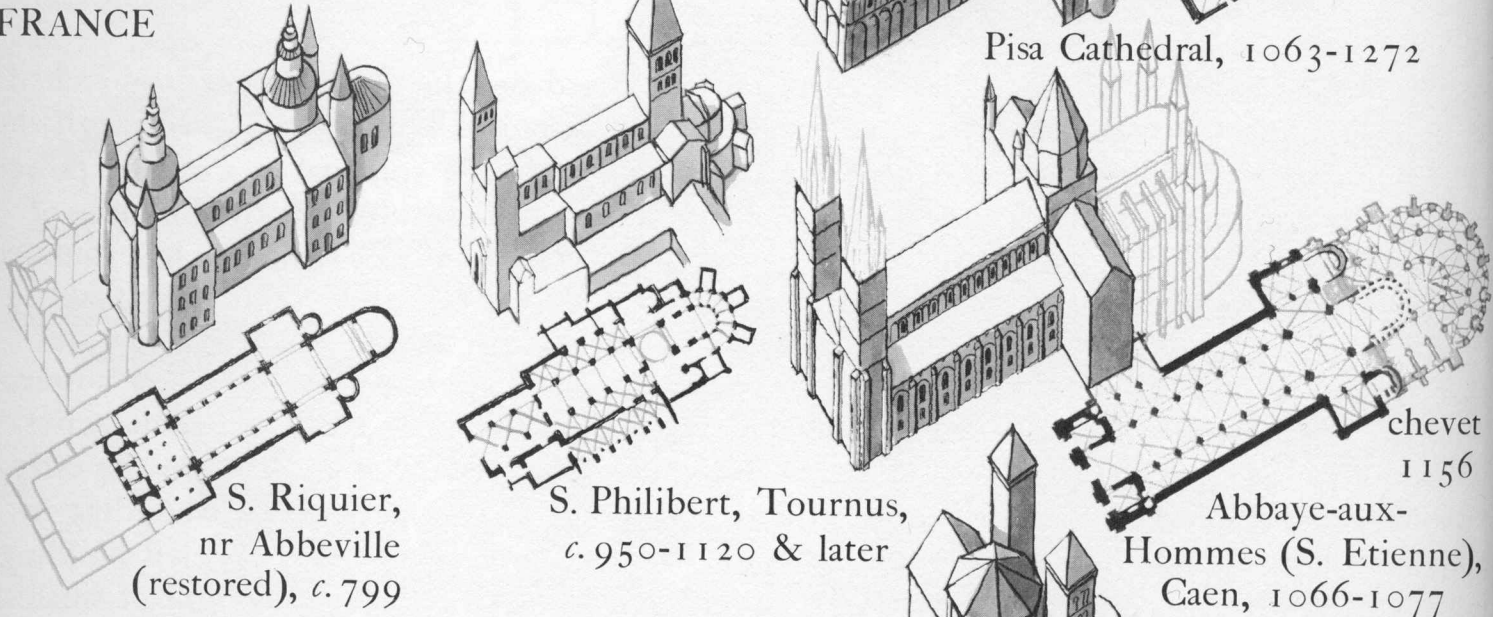 FRANCE
Pisa Cathedral, 1063-1272
S. Riquier,
nr Abbeville
(restored), c. 799
S. Philibert, Tournus,
c. 950-1120 & later
chevet
1156
Abbaye-aux-
Hommes (S. Etienne),
Caen, 1066-1077